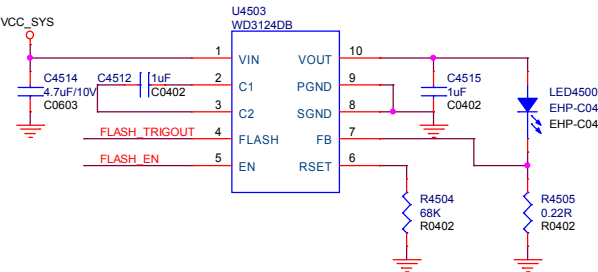 U4503
WD3124DB
VCC_SYS
1 VIN VOUT 10
2 C1 PGND 9
3 C2 SGND 8
4 FLASH FB 7
5 EN RSET 6
C4514
4.7uF/10V
C0603
C4512 1uF
C0402
FLASH_TRIGOUT
FLASH_EN
C4515
1uF
C0402
LED4500
EHP-C04
EHP-C04
R4504
68K
R0402
R4505
0.22R
R0402